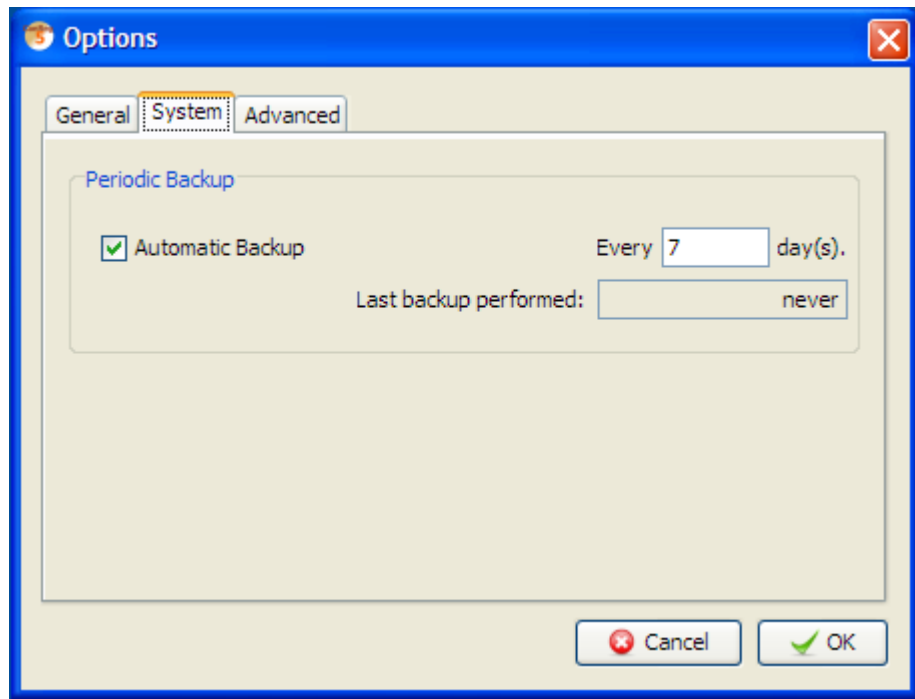 Options
General System Advanced
Periodic Backup
Automatic Backup Every 7 day(s).
Last backup performed: never
Cancel OK